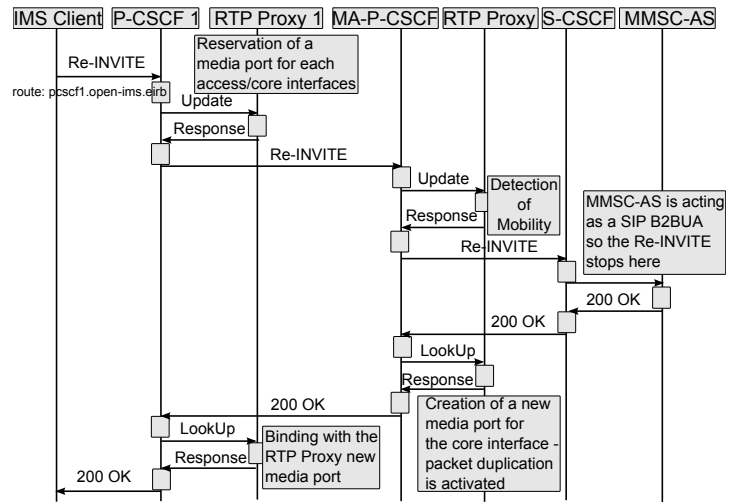 IMS Client P-CSCF 1 RTP Proxy 1 MA-P-CSCF RTP Proxy S-CSCF MMSC-AS
Reservation of a
media port for each
access/core interfaces
Re-INVITE
route: pcscf1.open-ims.eirb
Update
Response
Re-INVITE
Update
Detection
of
Mobility
Response
MMSC-AS is acting
as a SIP B2BUA
so the Re-INVITE
stops here
Re-INVITE
200 OK
200 OK
LookUp
Response
200 OK
Creation of a new
media port for
the core interface -
packet duplication
is activated
LookUp
Binding with the
RTP Proxy new
media port
Response
200 OK